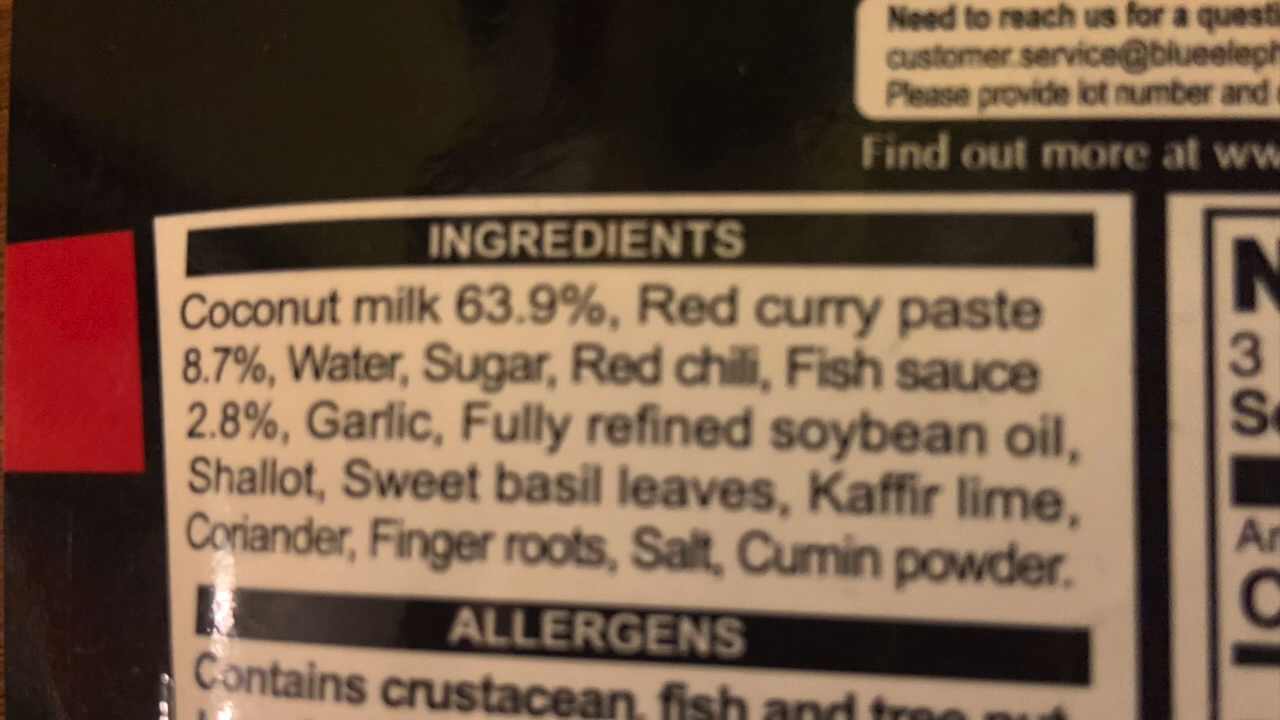 Need to reach us for a questi
customer.service@blueeleph
Please provide lot number and
Find out more at ww
INGREDIENTS
Coconut milk 63.9%, Red curry paste
8.7%, Water, Sugar, Red chili, Fish sauce
2.8%, Garlic, Fully refined soybean oil,
Shallot, Sweet basil leaves, Kaffir lime,
Coriander, Finger roots, Salt, Cumin powder.
ALLERGENS
Contains crustacean, fish and tree nut
N
3
Se
Ar